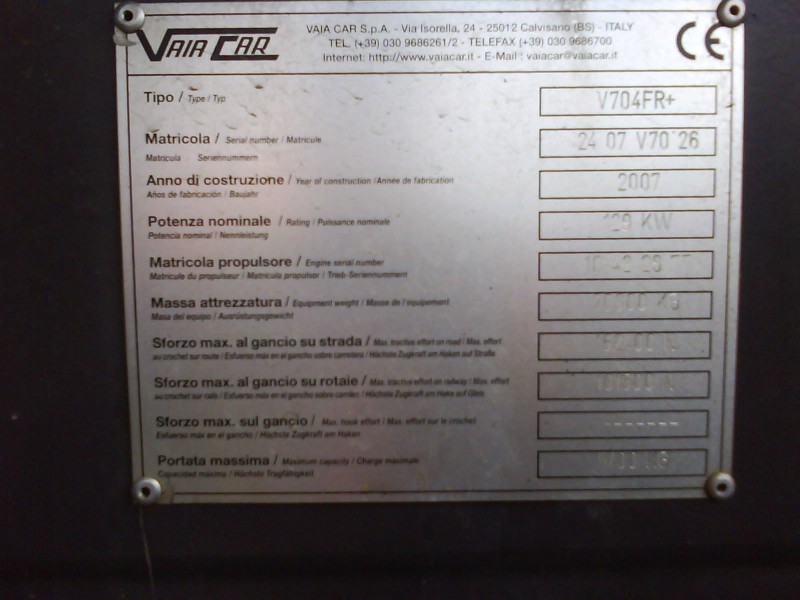 VAIA CAR
VAIA CAR S.p.A. - Via Isorella, 24 - 25012 Calvisano (BS) - ITALY
TEL. (+39) 030 9686261/2 - TELEFAX (+39) 030 9686700
Internet: http://www.vaiacar.it - E-Mail: vaiacar@vaiacar.it
CE
Tipo / Type / Typ V704FR+
Matricola / Serial number / Matricule 24 07 V70 26
Matricula Seriennummern
Anno di costruzione / Year of construction / Année de fabrication 2007
Años de fabricación / Baujahr
Potenza nominale / Rating / Puissance nominale KW
Potencia nominal / Nennleistung
Matricola propulsore / Engine serial number
Matricule du propulseur / Matricula propulsor / Trieb-Seriennummern
Massa attrezzatura / Equipment weight / Masse de l'equipement KG
Masa del equipo / Ausrüstungsgewicht
Sforzo max. al gancio su strada / Max. tractive effort on road / Max. effort
au crochet sur route / Esfuerso máx en el gancho sobre carretera / Höchste Zugkraft am Haken auf Straße
Sforzo max. al gancio su rotaie / Max. tractive effort on railway / Max. effort
au crochet sur rails / Esfuerso máx en el gancho sobre carriles / Höchste Zugkraft am Haken auf Gleis
Sforzo max. sul gancio / Max. hook effort / Max. effort sur le crochet -------
Esfuerso máx en el gancho / Höchste Zugkraft am Haken
Portata massima / Maximum capacity / Charge maximale KG
Capacidad máxima / Höchste Tragfähigkeit